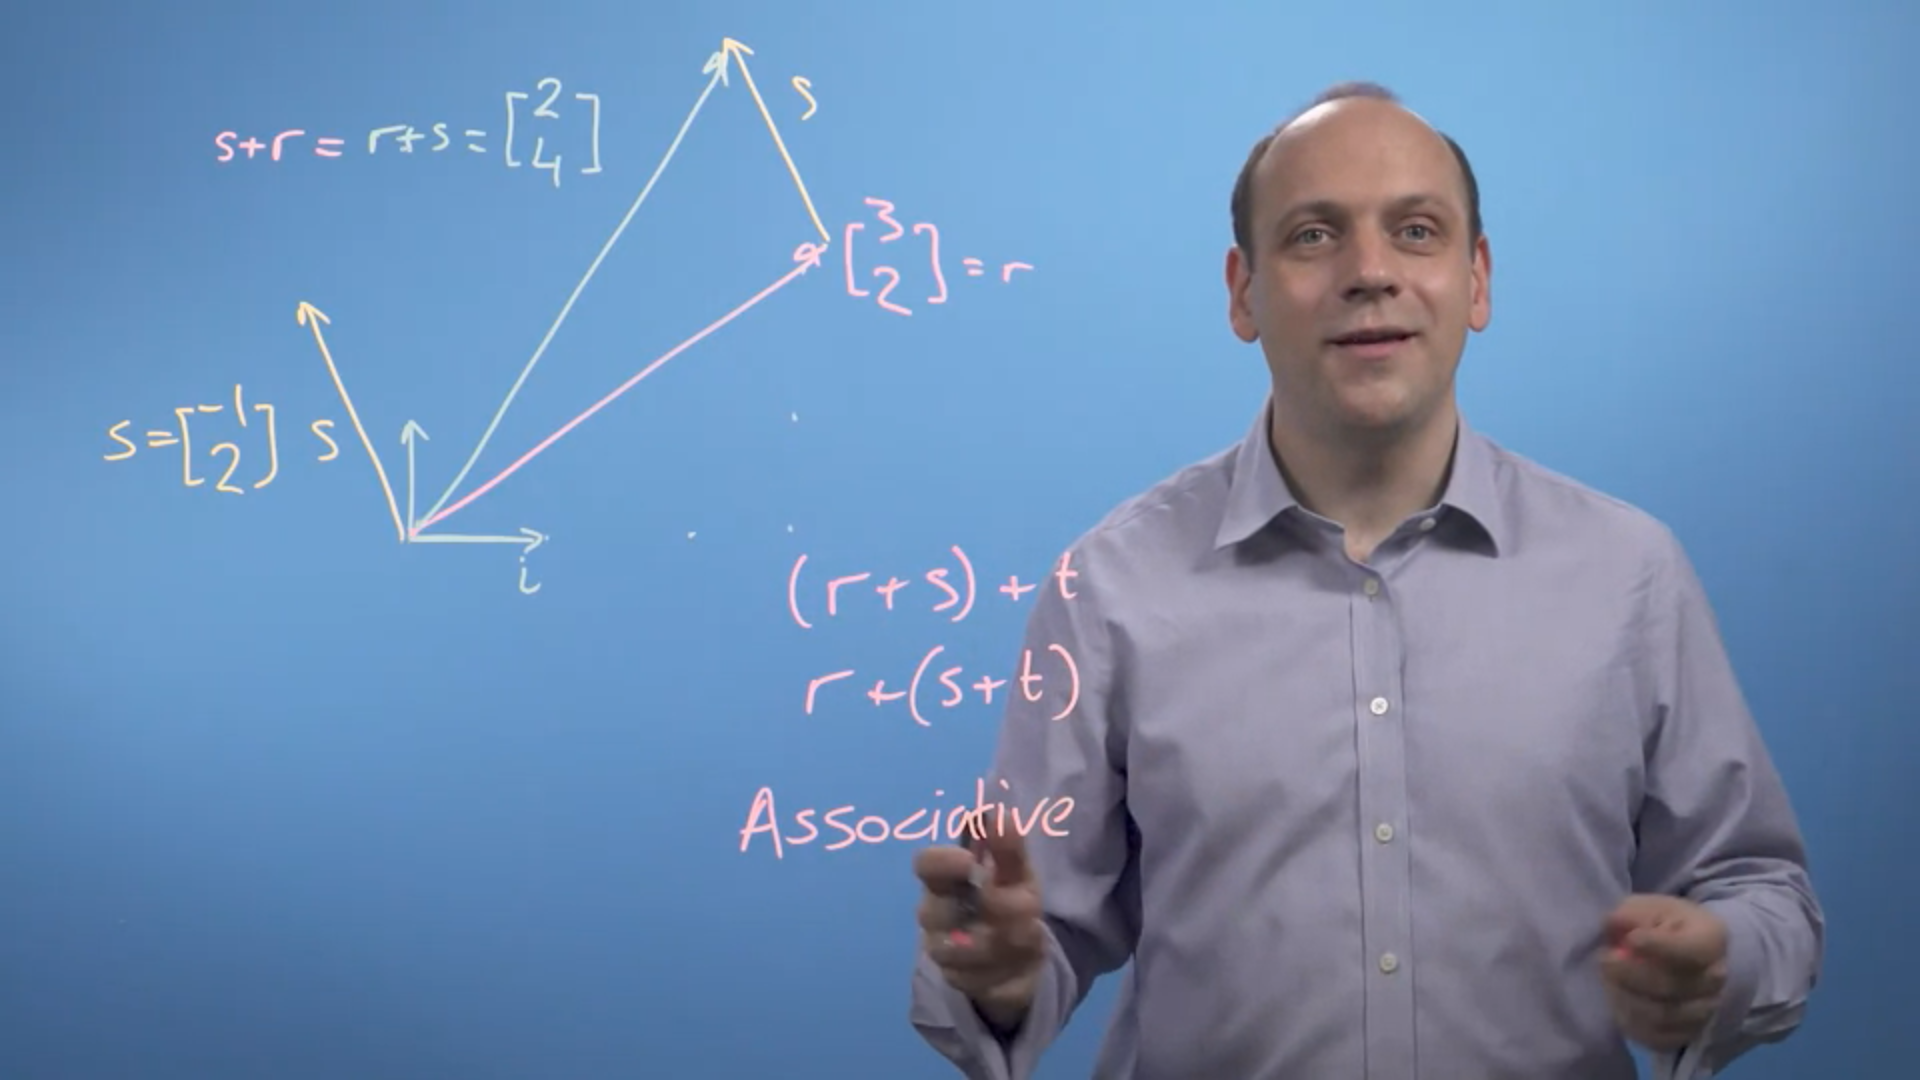 s+r = r+s = [2 4]
s
[3 2] = r
s = [-1 2] s
i
(r+s) + t
r +(s+t)
Associative